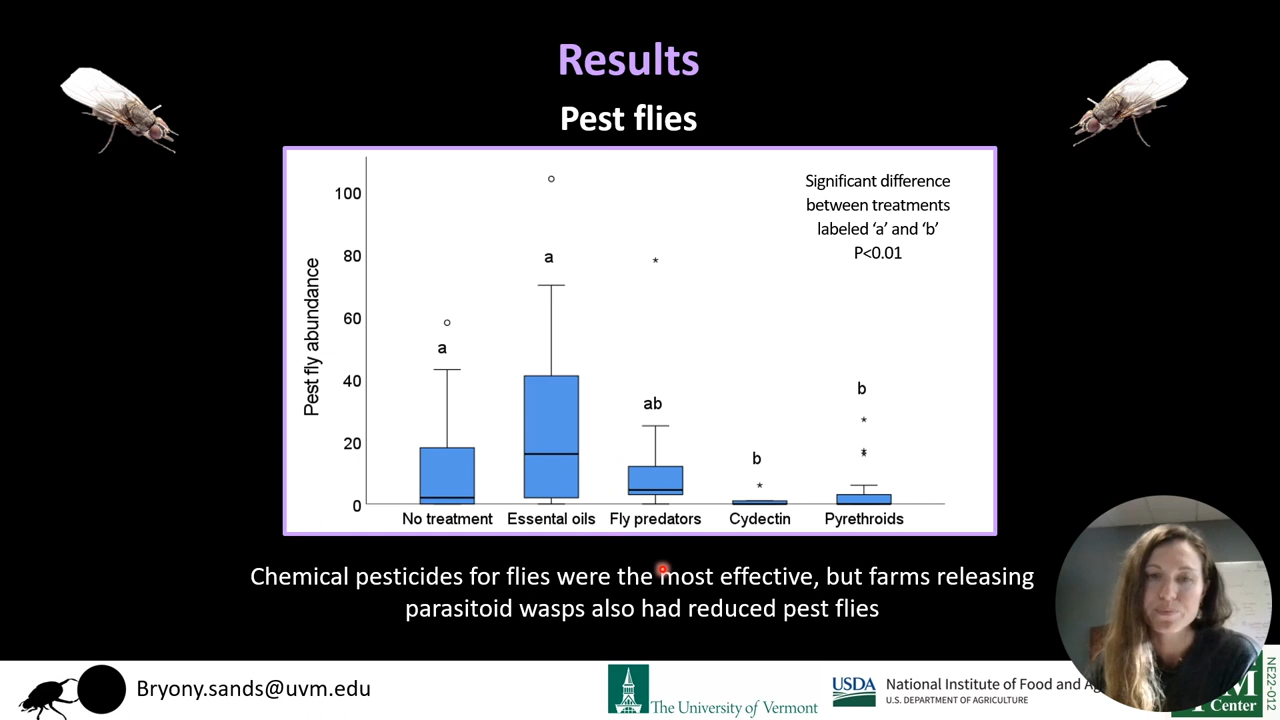 Results
Pest flies
Significant difference
between treatments
labeled ‘a’ and ‘b’
P<0.01
Pest fly abundance
100
80
60
40
20
0
a
a
ab
b
b
No treatment
Essental oils
Fly predators
Cydectin
Pyrethroids
Chemical pesticides for flies were the most effective, but farms releasing
parasitoid wasps also had reduced pest flies
Bryony.sands@uvm.edu
The University of Vermont
USDA
National Institute of Food and
U.S. DEPARTMENT OF AGRICULTURE
Center
NE22-012